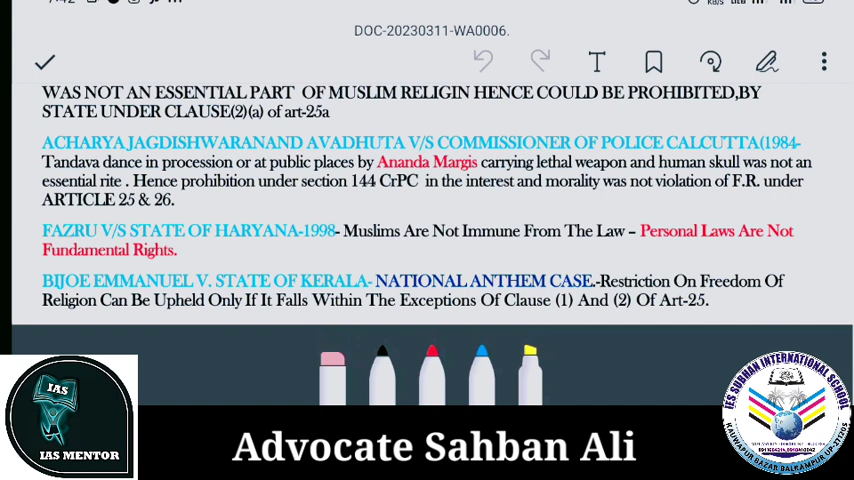 DOC-20230311-WA0006.
T
WAS NOT AN ESSENTIAL PART OF MUSLIM RELIGIN HENCE COULD BE PROHIBITED,BY
STATE UNDER CLAUSE(2)(a) of art-25a
ACHARYA JAGDISHWARANAND AVADHUTA V/S COMMISSIONER OF POLICE CALCUTTA(1984-
Tandava dance in procession or at public places by Ananda Margis carrying lethal weapon and human skull was not an
essential rite . Hence prohibition under section 144 CrPC in the interest and morality was not violation of F.R. under
ARTICLE 25 & 26.
FAZRU V/S STATE OF HARYANA-1998- Muslims Are Not Immune From The Law – Personal Laws Are Not
Fundamental Rights.
BIJOE EMMANUEL V. STATE OF KERALA- NATIONAL ANTHEM CASE.-Restriction On Freedom Of
Religion Can Be Upheld Only If It Falls Within The Exceptions Of Clause (1) And (2) Of Art-25.
IAS
IAS MENTOR
Advocate Sahban Ali
IES SUBHAN INTERNATIONAL SCHOOL
KAUWAPUR BAZAR BALRAMPUR UP-